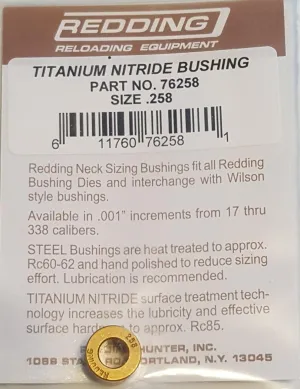 REDDING
RELOADING EQUIPMENT
TITANIUM NITRIDE BUSHING
PART NO. 76258
SIZE .258
6 11760 76258 1
Redding Neck Sizing Bushings fit all Redding
Bushing Dies and interchange with Wilson
style bushings.
Available in .001" increments from 17 thru
338 calibers.
STEEL Bushings are heat treated to approx.
Rc60-62 and hand polished to reduce sizing
effort. Lubrication is recommended.
TITANIUM NITRIDE surface treatment tech-
nology increases the lubricity and effective
surface to approx. Rc85.
HUNTER, INC.
1089 PORTLAND, N.Y. 13045
.258
REDDING